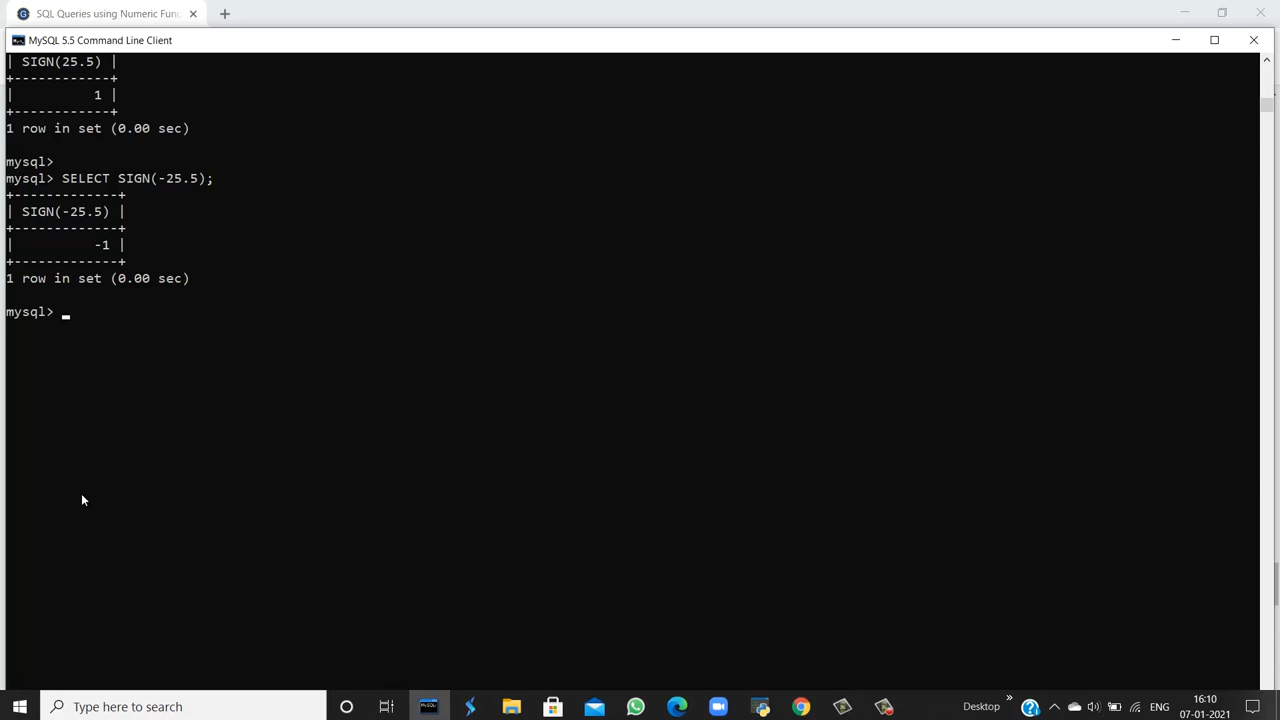 SQL Queries using Numeric Func
MySQL 5.5 Command Line Client
| SIGN(25.5) |
+------------+
|          1 |
+------------+
1 row in set (0.00 sec)
mysql>
mysql> SELECT SIGN(-25.5);
+-------------+
| SIGN(-25.5) |
+-------------+
|          -1 |
+-------------+
1 row in set (0.00 sec)
mysql>
Type here to search
Desktop
ENG
16:10
07-01-2021